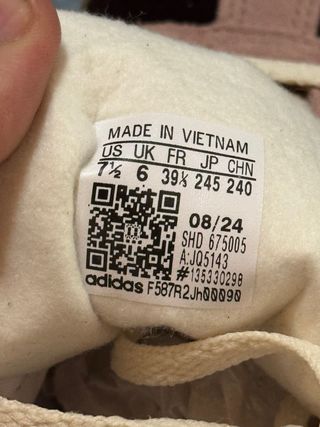 MADE IN VIETNAM
US UK FR JP CHN
7½ 6 39⅓ 245 240
08/24
SHD 675005
A:JQ5143
#135330298
adidas F587R2Jh00090